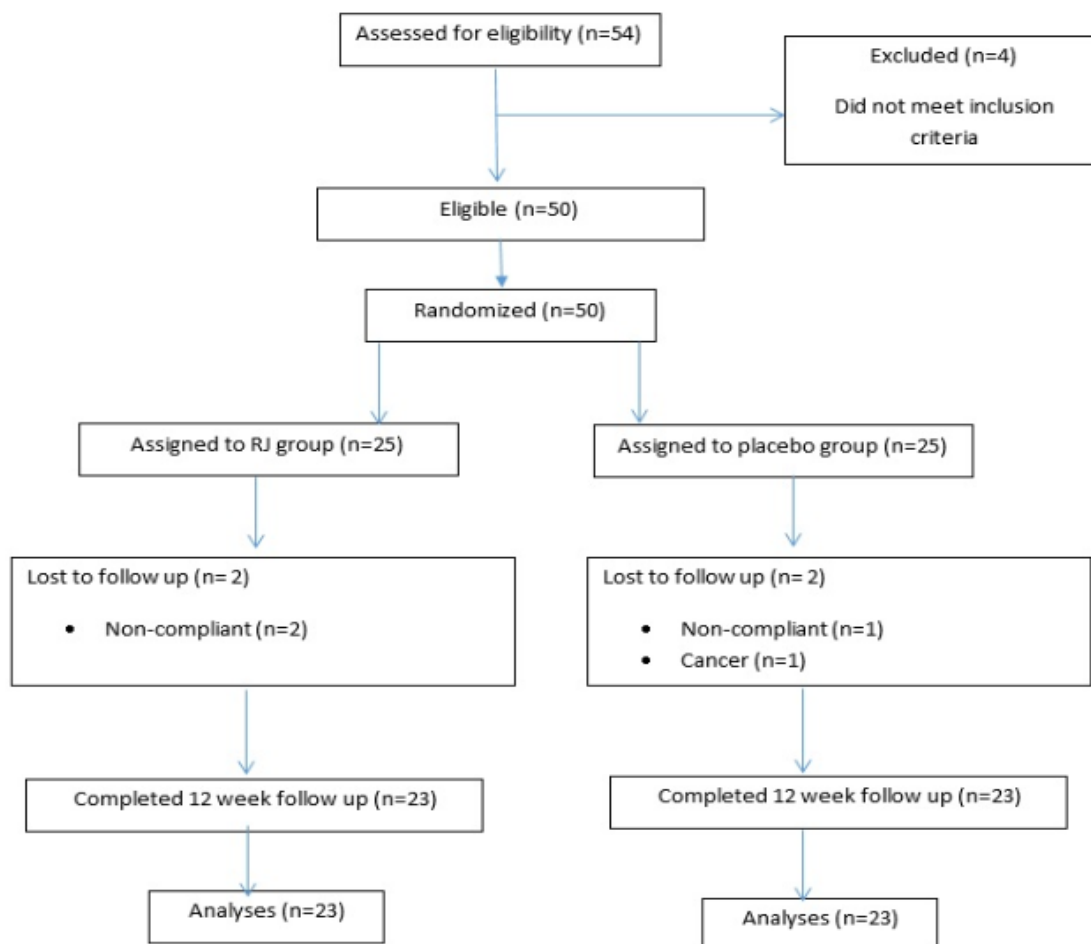 Assessed for eligibility (n=54)
Excluded (n=4)
Did not meet inclusion
criteria
Eligible (n=50)
Randomized (n=50)
Assigned to RJ group (n=25)
Assigned to placebo group (n=25)
Lost to follow up (n= 2)
• Non-compliant (n=2)
Lost to follow up (n= 2)
• Non-compliant (n=1)
• Cancer (n=1)
Completed 12 week follow up (n=23)
Completed 12 week follow up (n=23)
Analyses (n=23)
Analyses (n=23)